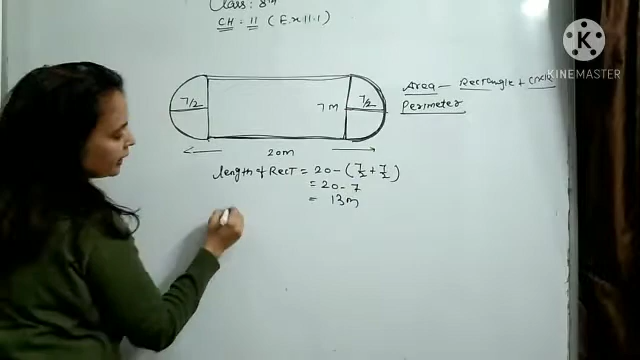 Class: 8th
CH: 11 (Ex 11.1)
KINEMASTER
Area - Rectangle + Circle
Perimeter
7/2
7 m
7/2
20m
length of Rect = 20 - (7/2 + 7/2)
= 20 - 7
= 13m